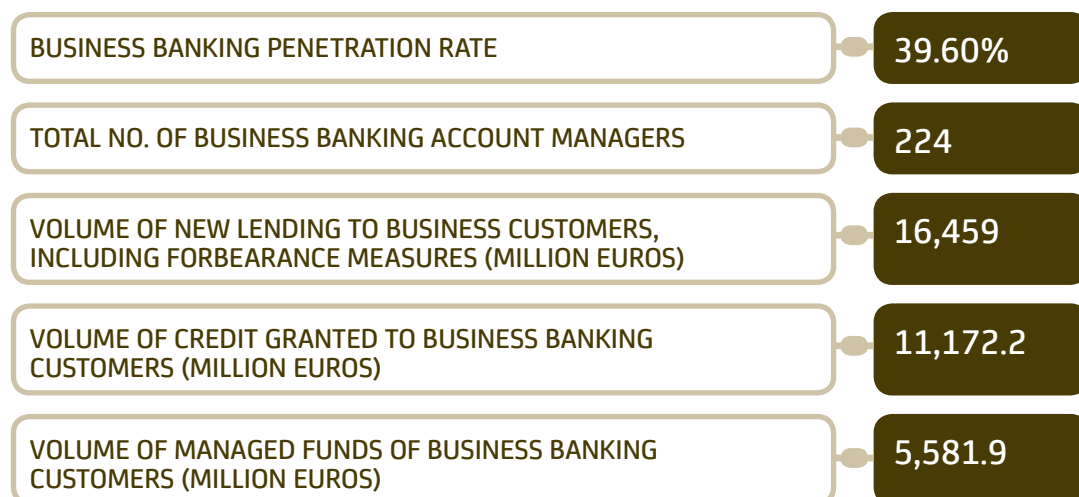 BUSINESS BANKING PENETRATION RATE
39.60%
TOTAL NO. OF BUSINESS BANKING ACCOUNT MANAGERS
224
VOLUME OF NEW LENDING TO BUSINESS CUSTOMERS,
INCLUDING FORBEARANCE MEASURES (MILLION EUROS)
16,459
VOLUME OF CREDIT GRANTED TO BUSINESS BANKING
CUSTOMERS (MILLION EUROS)
11,172.2
VOLUME OF MANAGED FUNDS OF BUSINESS BANKING
CUSTOMERS (MILLION EUROS)
5,581.9